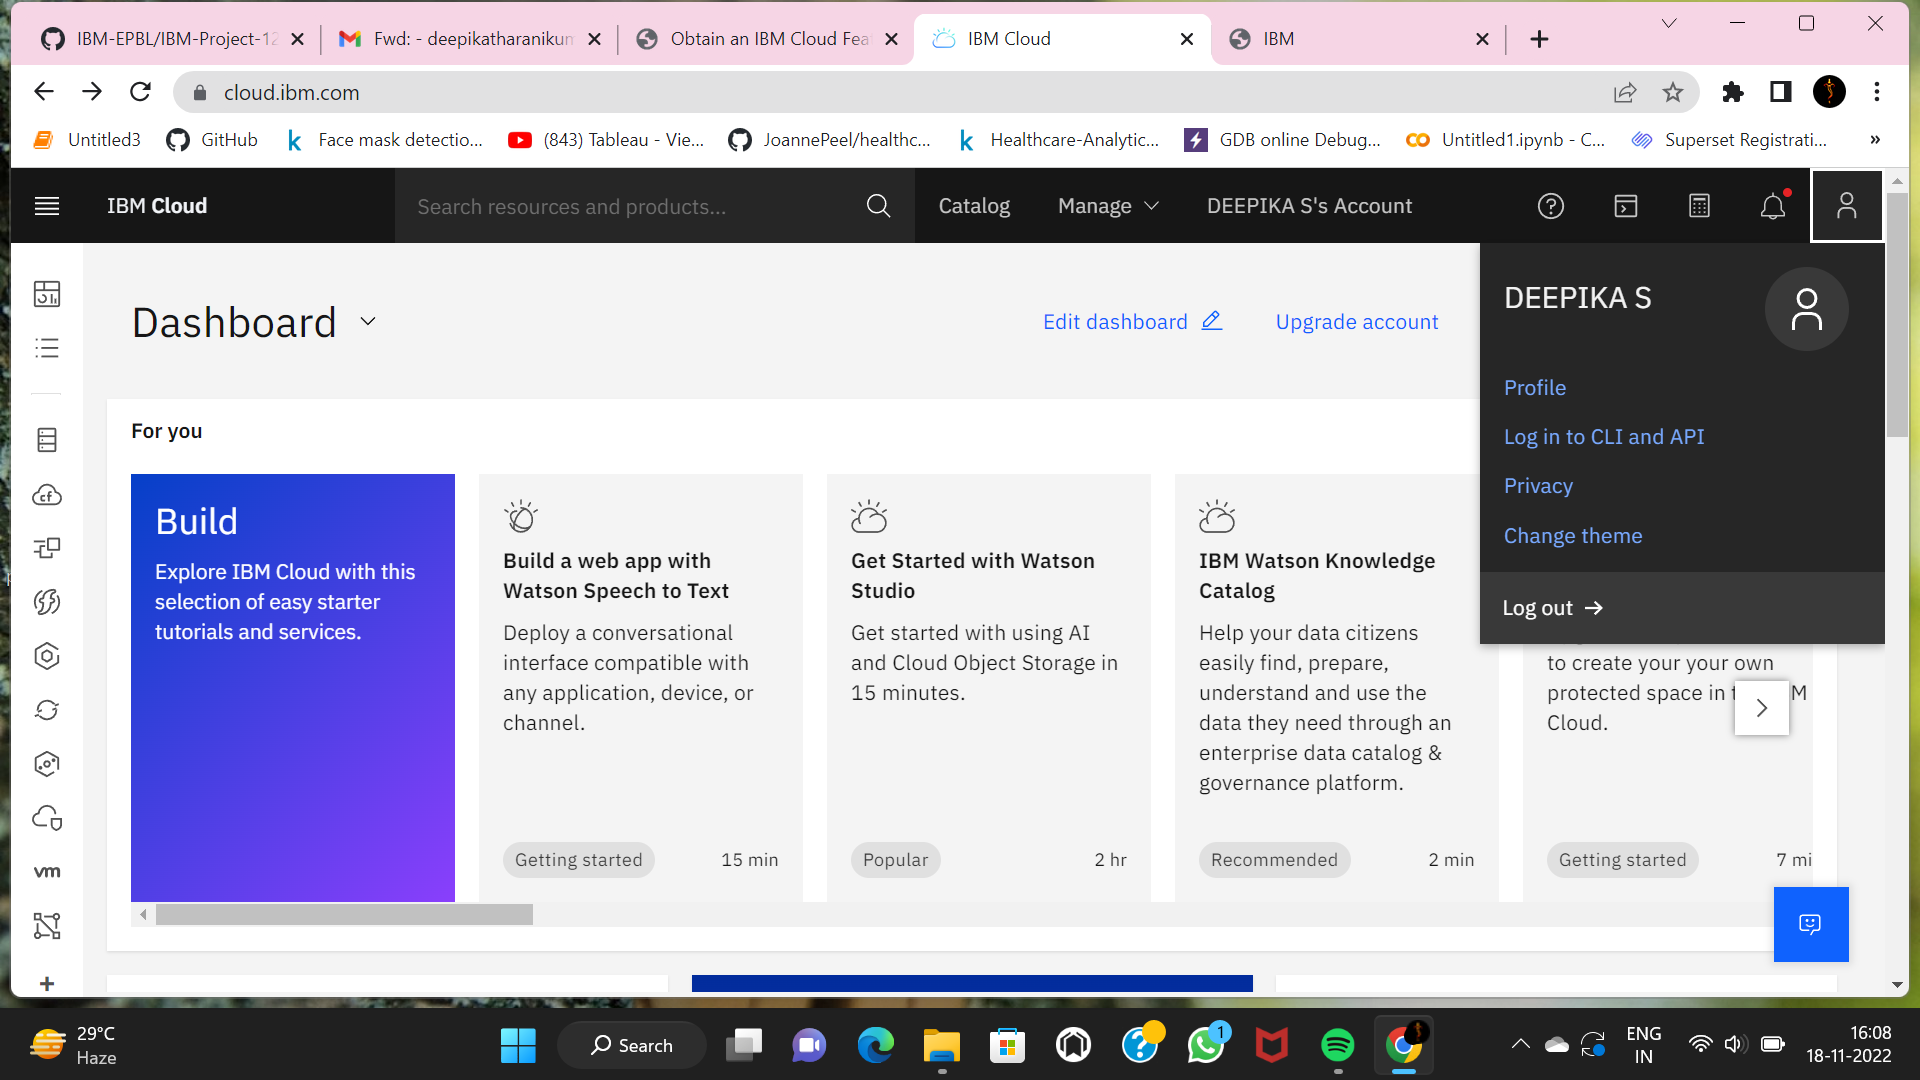 IBM-EPBL/IBM-Project-12
Fwd: - deepikatharanikum
Obtain an IBM Cloud Fea
IBM Cloud
IBM
cloud.ibm.com
Untitled3
GitHub
Face mask detectio...
(843) Tableau - Vie...
JoannePeel/healthc...
Healthcare-Analytic...
GDB online Debug...
Untitled1.ipynb - C...
Superset Registrati...
»
IBM Cloud
Search resources and products...
Catalog
Manage
DEEPIKA S's Account
DEEPIKA S
Profile
Log in to CLI and API
Privacy
Change theme
Log out
Dashboard
Edit dashboard
Upgrade account
For you
Build
Explore IBM Cloud with this
selection of easy starter
tutorials and services.
Build a web app with
Watson Speech to Text
Deploy a conversational
interface compatible with
any application, device, or
channel.
Getting started
15 min
Get Started with Watson
Studio
Get started with using AI
and Cloud Object Storage in
15 minutes.
Popular
2 hr
IBM Watson Knowledge
Catalog
Help your data citizens
easily find, prepare,
understand and use the
data they need through an
enterprise data catalog &
governance platform.
Recommended
2 min
to create your your own
protected space in t M
Cloud.
Getting started
7 mi
cf
vm
29°C
Haze
Search
1
ENG
IN
16:08
18-11-2022